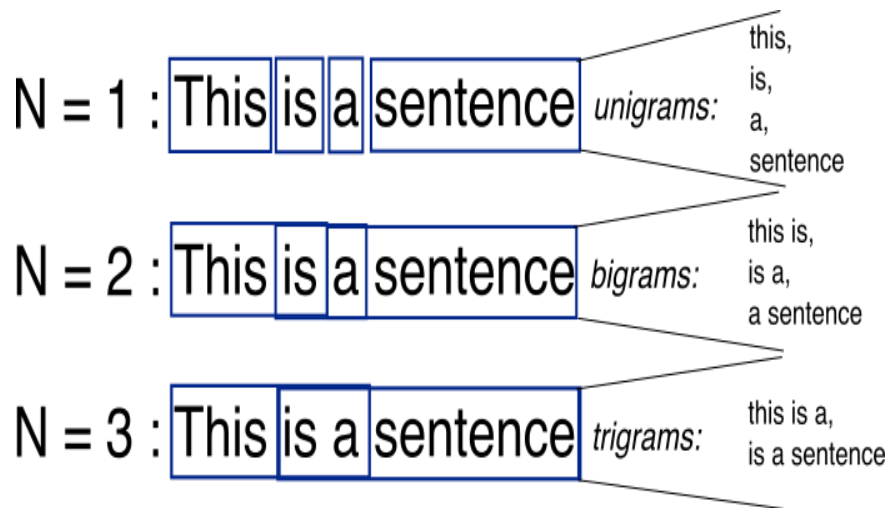 N = 1 : This is a sentence unigrams:
this,
is,
a,
sentence
N = 2 : This is a sentence bigrams:
this is,
is a,
a sentence
N = 3 : This is a sentence trigrams:
this is a,
is a sentence